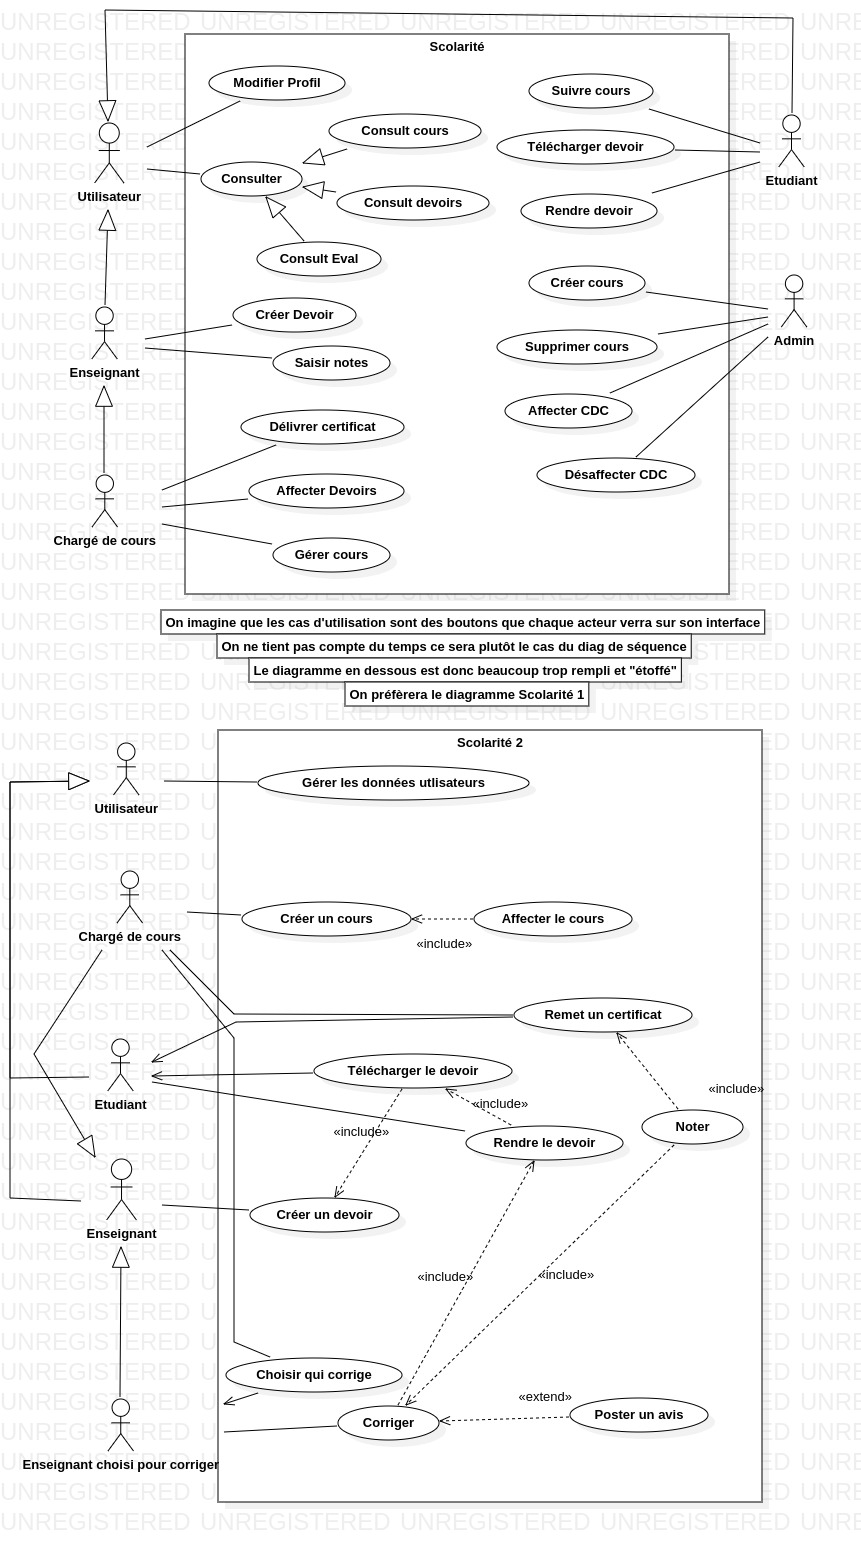 Scolarité
Modifier Profil
Suivre cours
Consult cours
Télécharger devoir
Etudiant
Utilisateur
Consulter
Consult devoirs
Rendre devoir
Consult Eval
Créer cours
Créer Devoir
Admin
Enseignant
Saisir notes
Supprimer cours
Affecter CDC
Délivrer certificat
Désaffecter CDC
Affecter Devoirs
Chargé de cours
Gérer cours
On imagine que les cas d'utilisation sont des boutons que chaque acteur verra sur son interface
On ne tient pas compte du temps ce sera plutôt le cas du diag de séquence
Le diagramme en dessous est donc beaucoup trop rempli et "étoffé"
On préfèrera le diagramme Scolarité 1
Scolarité 2
Utilisateur
Gérer les données utlisateurs
Chargé de cours
Créer un cours
Affecter le cours
«include»
Remet un certificat
Télécharger le devoir
«include»
Etudiant
«include»
«include»
Rendre le devoir
Noter
Enseignant
Créer un devoir
«include»
«include»
Choisir qui corrige
«extend»
Corriger
Poster un avis
Enseignant choisi pour corriger
UNREGISTERED